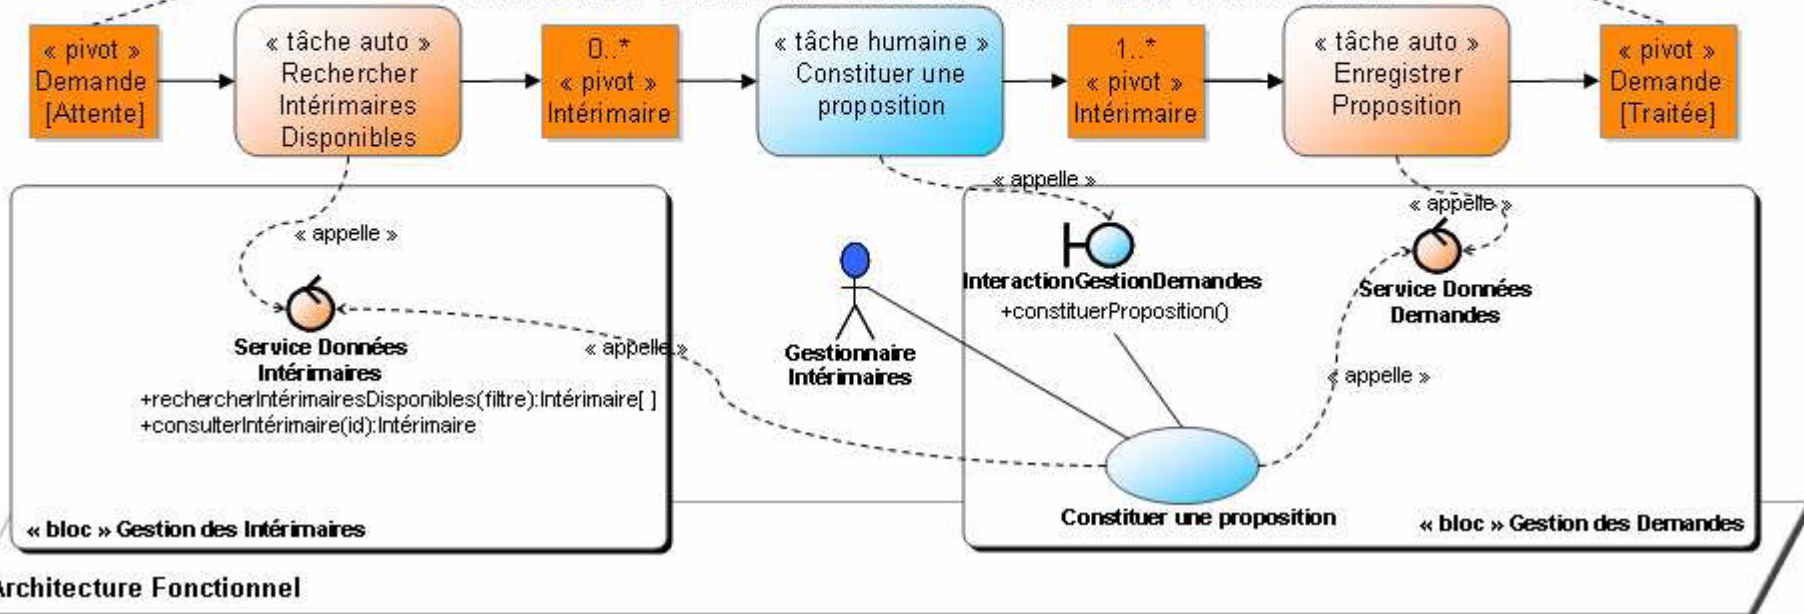 « pivot »
Demande
[Attente]
« tâche auto »
Rechercher
Intérimaires
Disponibles
0..*
« pivot »
Intérimaire
« tâche humaine »
Constituer une
proposition
1..*
« pivot »
Intérimaire
« tâche auto »
Enregistrer
Proposition
« pivot »
Demande
[Traitée]
« appelle »
Service Données
Intérimaires
+rechercherIntérimairesDisponibles(filtre):Intérimaire[ ]
+consulterIntérimaire(id):Intérimaire
« appelle »
« bloc » Gestion des Intérimaires
Gestionnaire
Intérimaires
« appelle »
InteractionGestionDemandes
+constituerProposition()
« appelle »
Service Données
Demandes
« appelle »
Constituer une proposition
« bloc » Gestion des Demandes
Architecture Fonctionnel